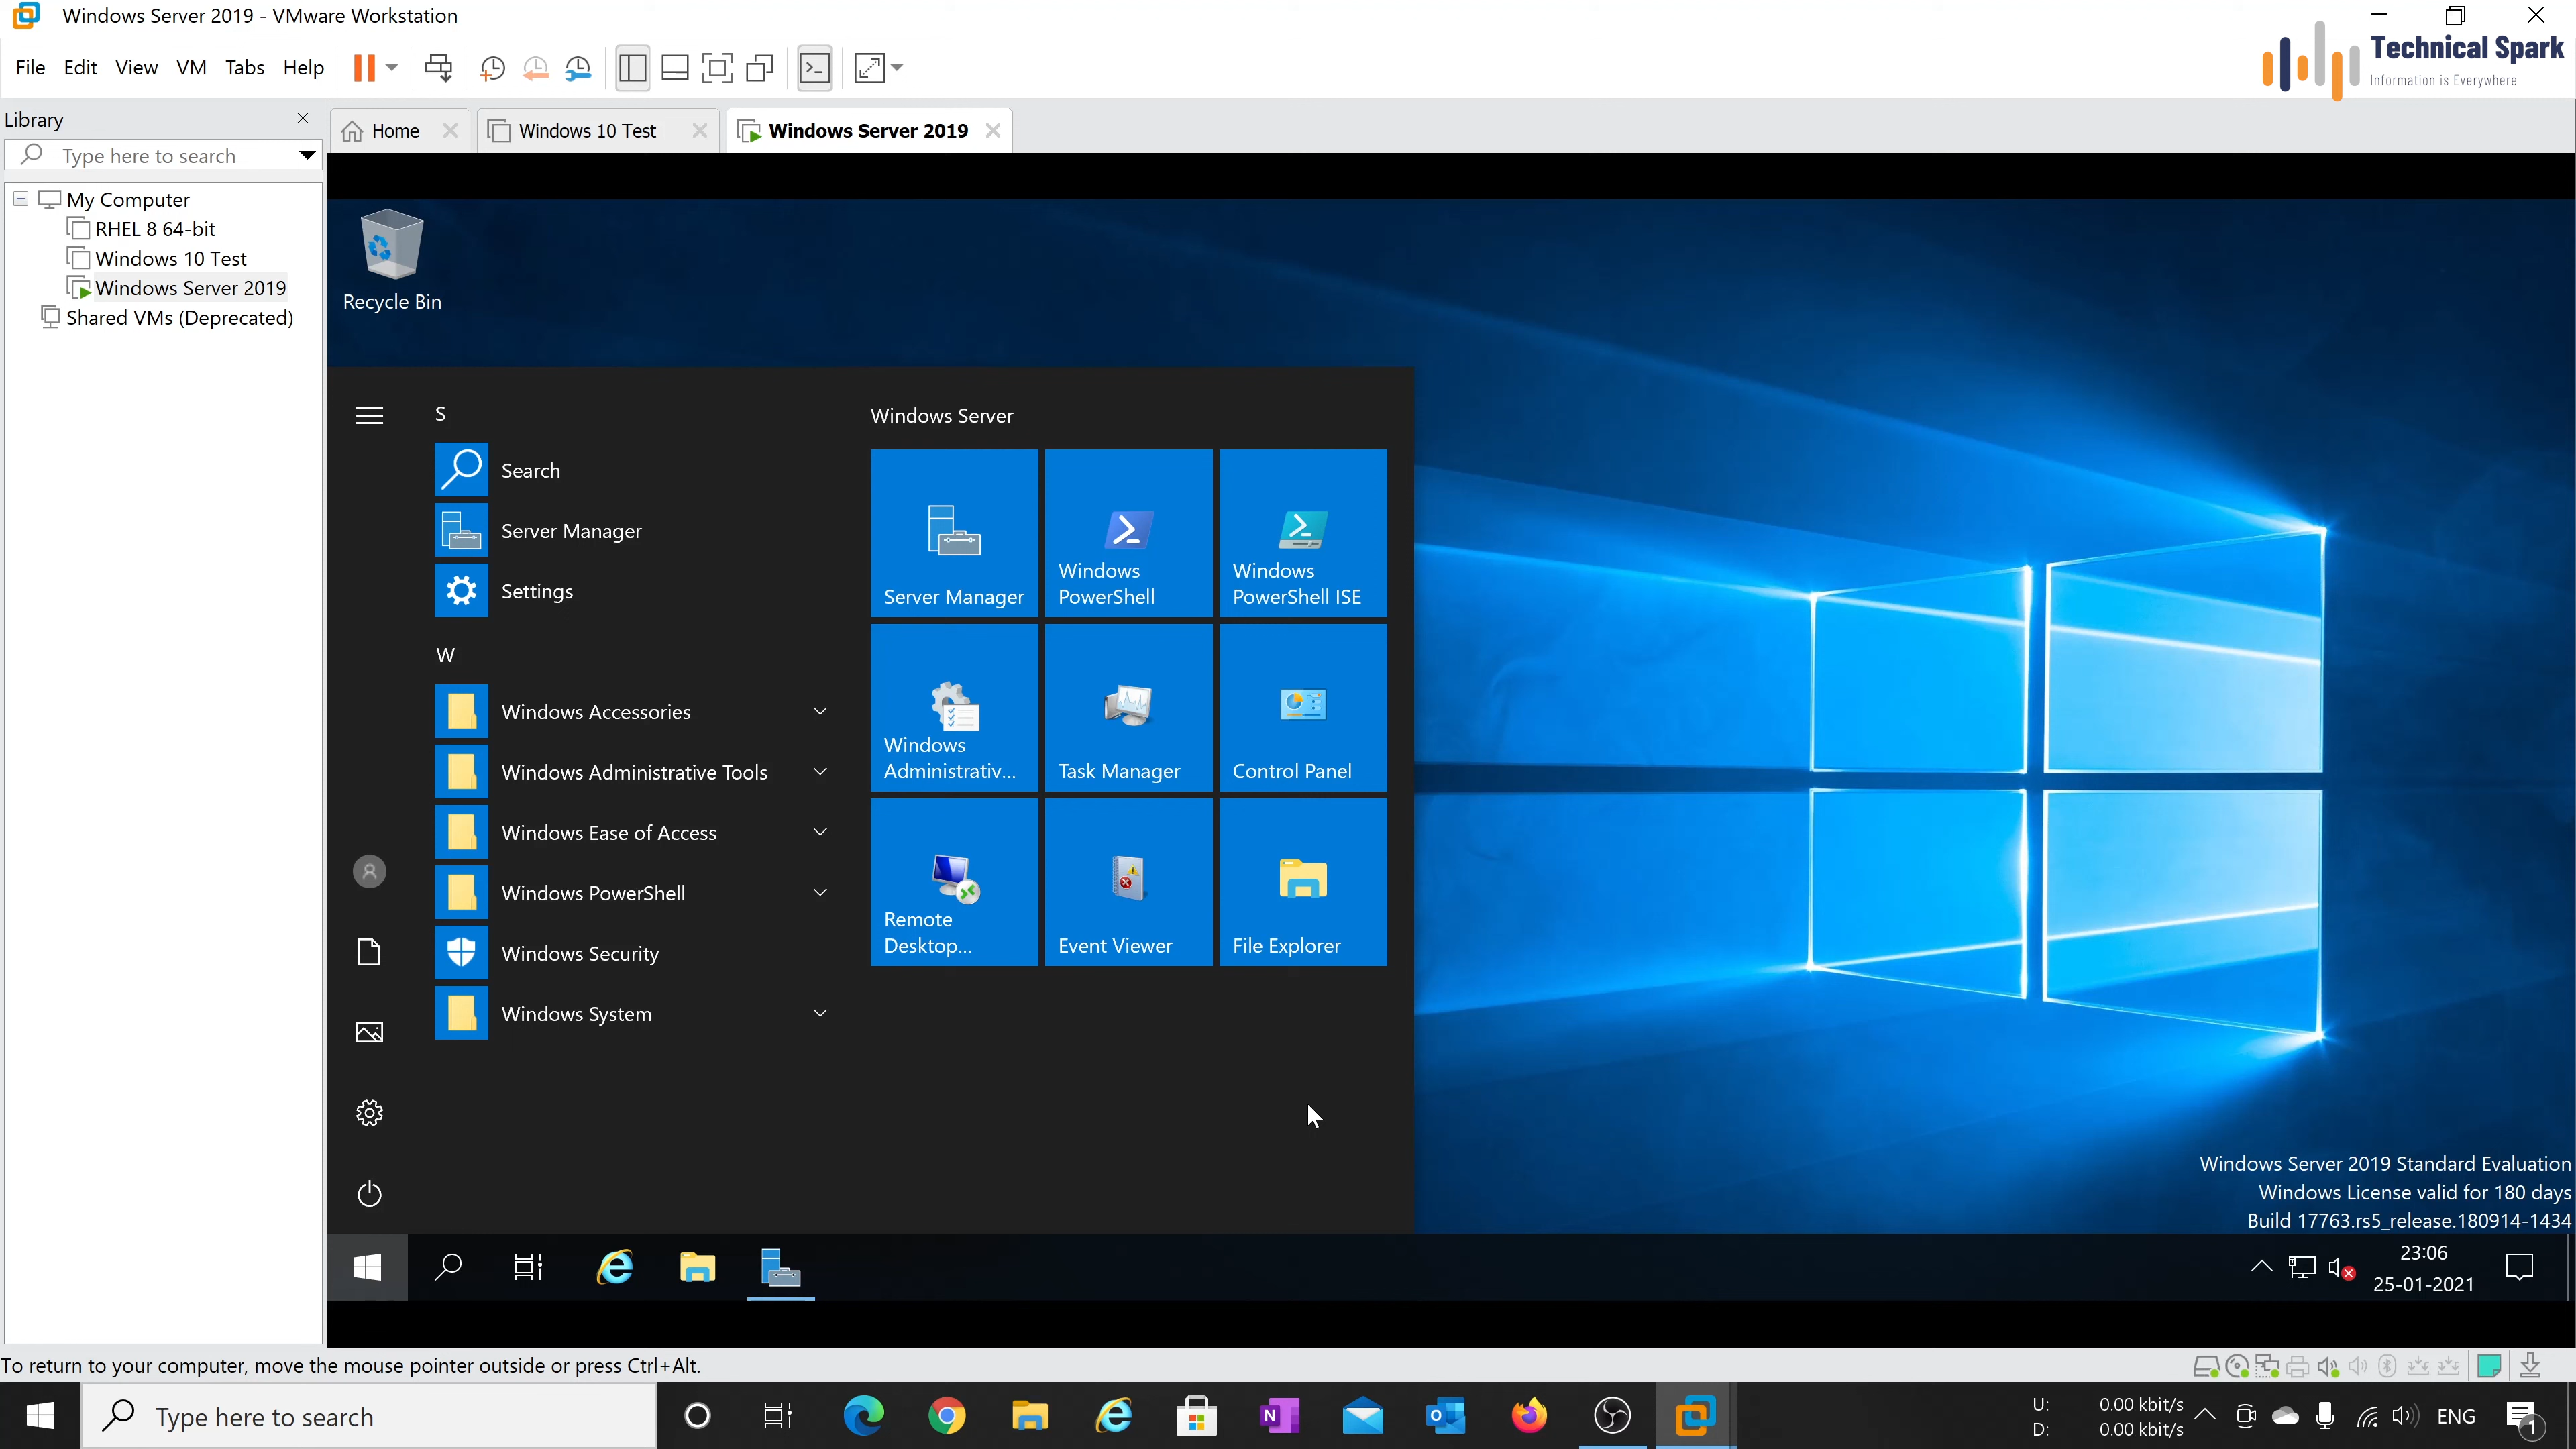 Windows Server 2019 - VMware Workstation
File Edit View VM Tabs Help
Technical Spark
Information is Everywhere
Library
Type here to search
My Computer
RHEL 8 64-bit
Windows 10 Test
Windows Server 2019
Shared VMs (Deprecated)
Home
Windows 10 Test
Windows Server 2019
Recycle Bin
S
Search
Server Manager
Settings
W
Windows Accessories
Windows Administrative Tools
Windows Ease of Access
Windows PowerShell
Windows Security
Windows System
Windows Server
Server Manager
Windows
PowerShell
Windows
PowerShell ISE
Windows
Administrativ...
Task Manager
Control Panel
Remote
Desktop...
Event Viewer
File Explorer
Windows Server 2019 Standard Evaluation
Windows License valid for 180 days
Build 17763.rs5_release.180914-1434
23:06
25-01-2021
To return to your computer, move the mouse pointer outside or press Ctrl+Alt.
Type here to search
U: 0.00 kbit/s
D: 0.00 kbit/s
ENG
1